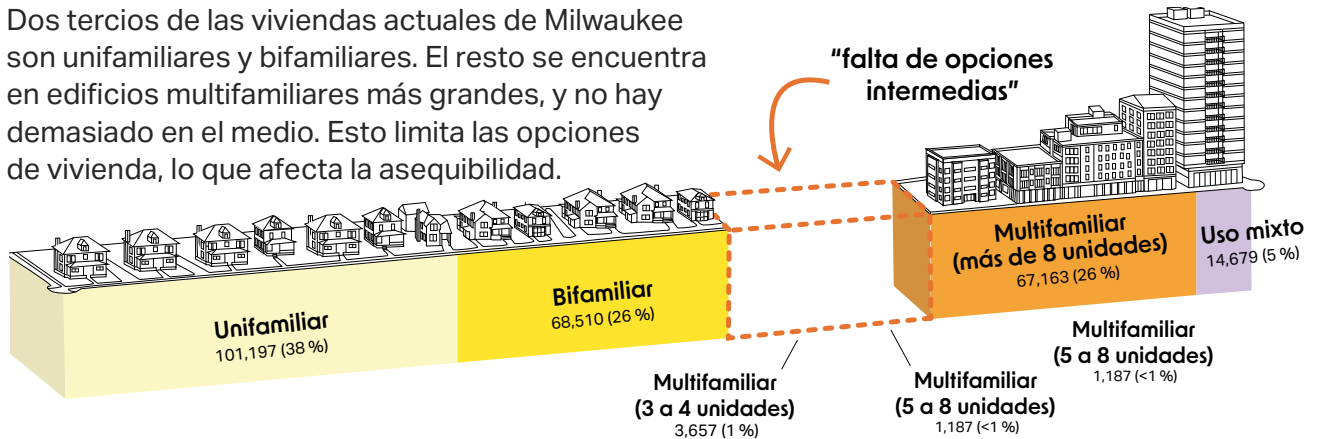 Dos tercios de las viviendas actuales de Milwaukee
son unifamiliares y bifamiliares. El resto se encuentra
en edificios multifamiliares más grandes, y no hay
demasiado en el medio. Esto limita las opciones
de vivienda, lo que afecta la asequibilidad.
“falta de opciones
intermedias”
Unifamiliar
101,197 (38 %)
Bifamiliar
68,510 (26 %)
Multifamiliar
(3 a 4 unidades)
3,657 (1 %)
Multifamiliar
(5 a 8 unidades)
1,187 (<1 %)
Multifamiliar
(más de 8 unidades)
67,163 (26 %)
Uso mixto
14,679 (5 %)
Multifamiliar
(5 a 8 unidades)
1,187 (<1 %)